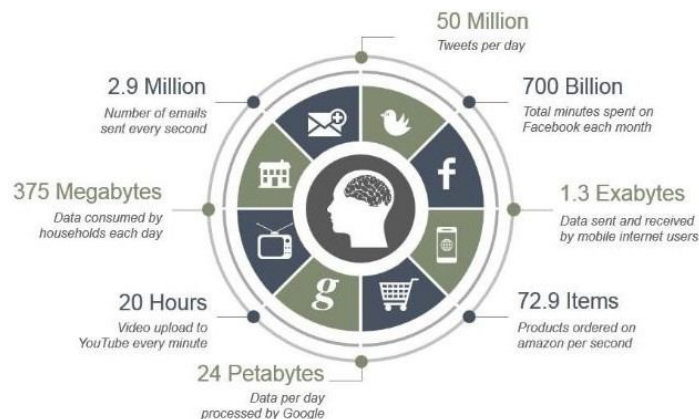 50 Million
Tweets per day
2.9 Million
Number of emails
sent every second
700 Billion
Total minutes spent on
Facebook each month
375 Megabytes
Data consumed by
households each day
1.3 Exabytes
Data sent and received
by mobile internet users
20 Hours
Video upload to
YouTube every minute
72.9 Items
Products ordered on
amazon per second
24 Petabytes
Data per day
processed by Google
f
g